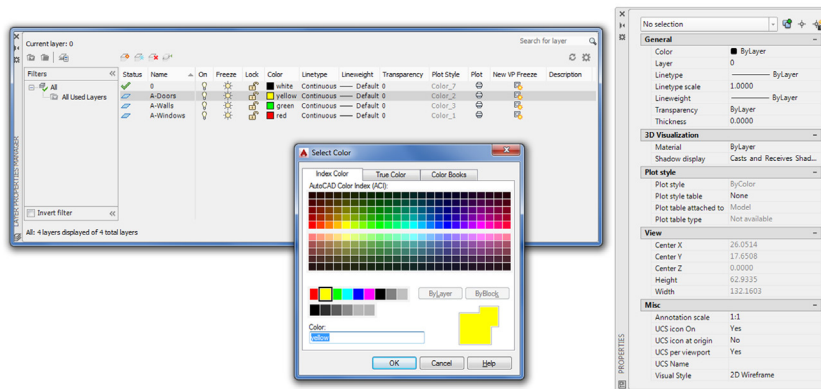 Current layer: 0
Search for layer
Filters
All
All Used Layers
Invert filter
All: 4 layers displayed of 4 total layers
LAYER PROPERTIES MANAGER
Status Name On Freeze Lock Color Linetype Lineweight Transparency Plot Style Plot New VP Freeze Description
0 white Continuous Default 0 Color_7
A-Doors yellow Continuous Default 0 Color_2
A-Walls green Continuous Default 0 Color_3
A-Windows red Continuous Default 0 Color_1
Select Color
Index Color True Color Color Books
AutoCAD Color Index (ACI):
ByLayer ByBlock
Color:
yellow
OK Cancel Help
No selection
General
Color ByLayer
Layer 0
Linetype ByLayer
Linetype scale 1.0000
Lineweight ByLayer
Transparency ByLayer
Thickness 0.0000
3D Visualization
Material ByLayer
Shadow display Casts and Receives Shad...
Plot style
Plot style ByColor
Plot style table None
Plot table attached to Model
Plot table type Not available
View
Center X 26.0514
Center Y 17.6508
Center Z 0.0000
Height 62.9335
Width 132.1603
Misc
Annotation scale 1:1
UCS icon On Yes
UCS icon at origin No
UCS per viewport Yes
UCS Name
Visual Style 2D Wireframe
PROPERTIES